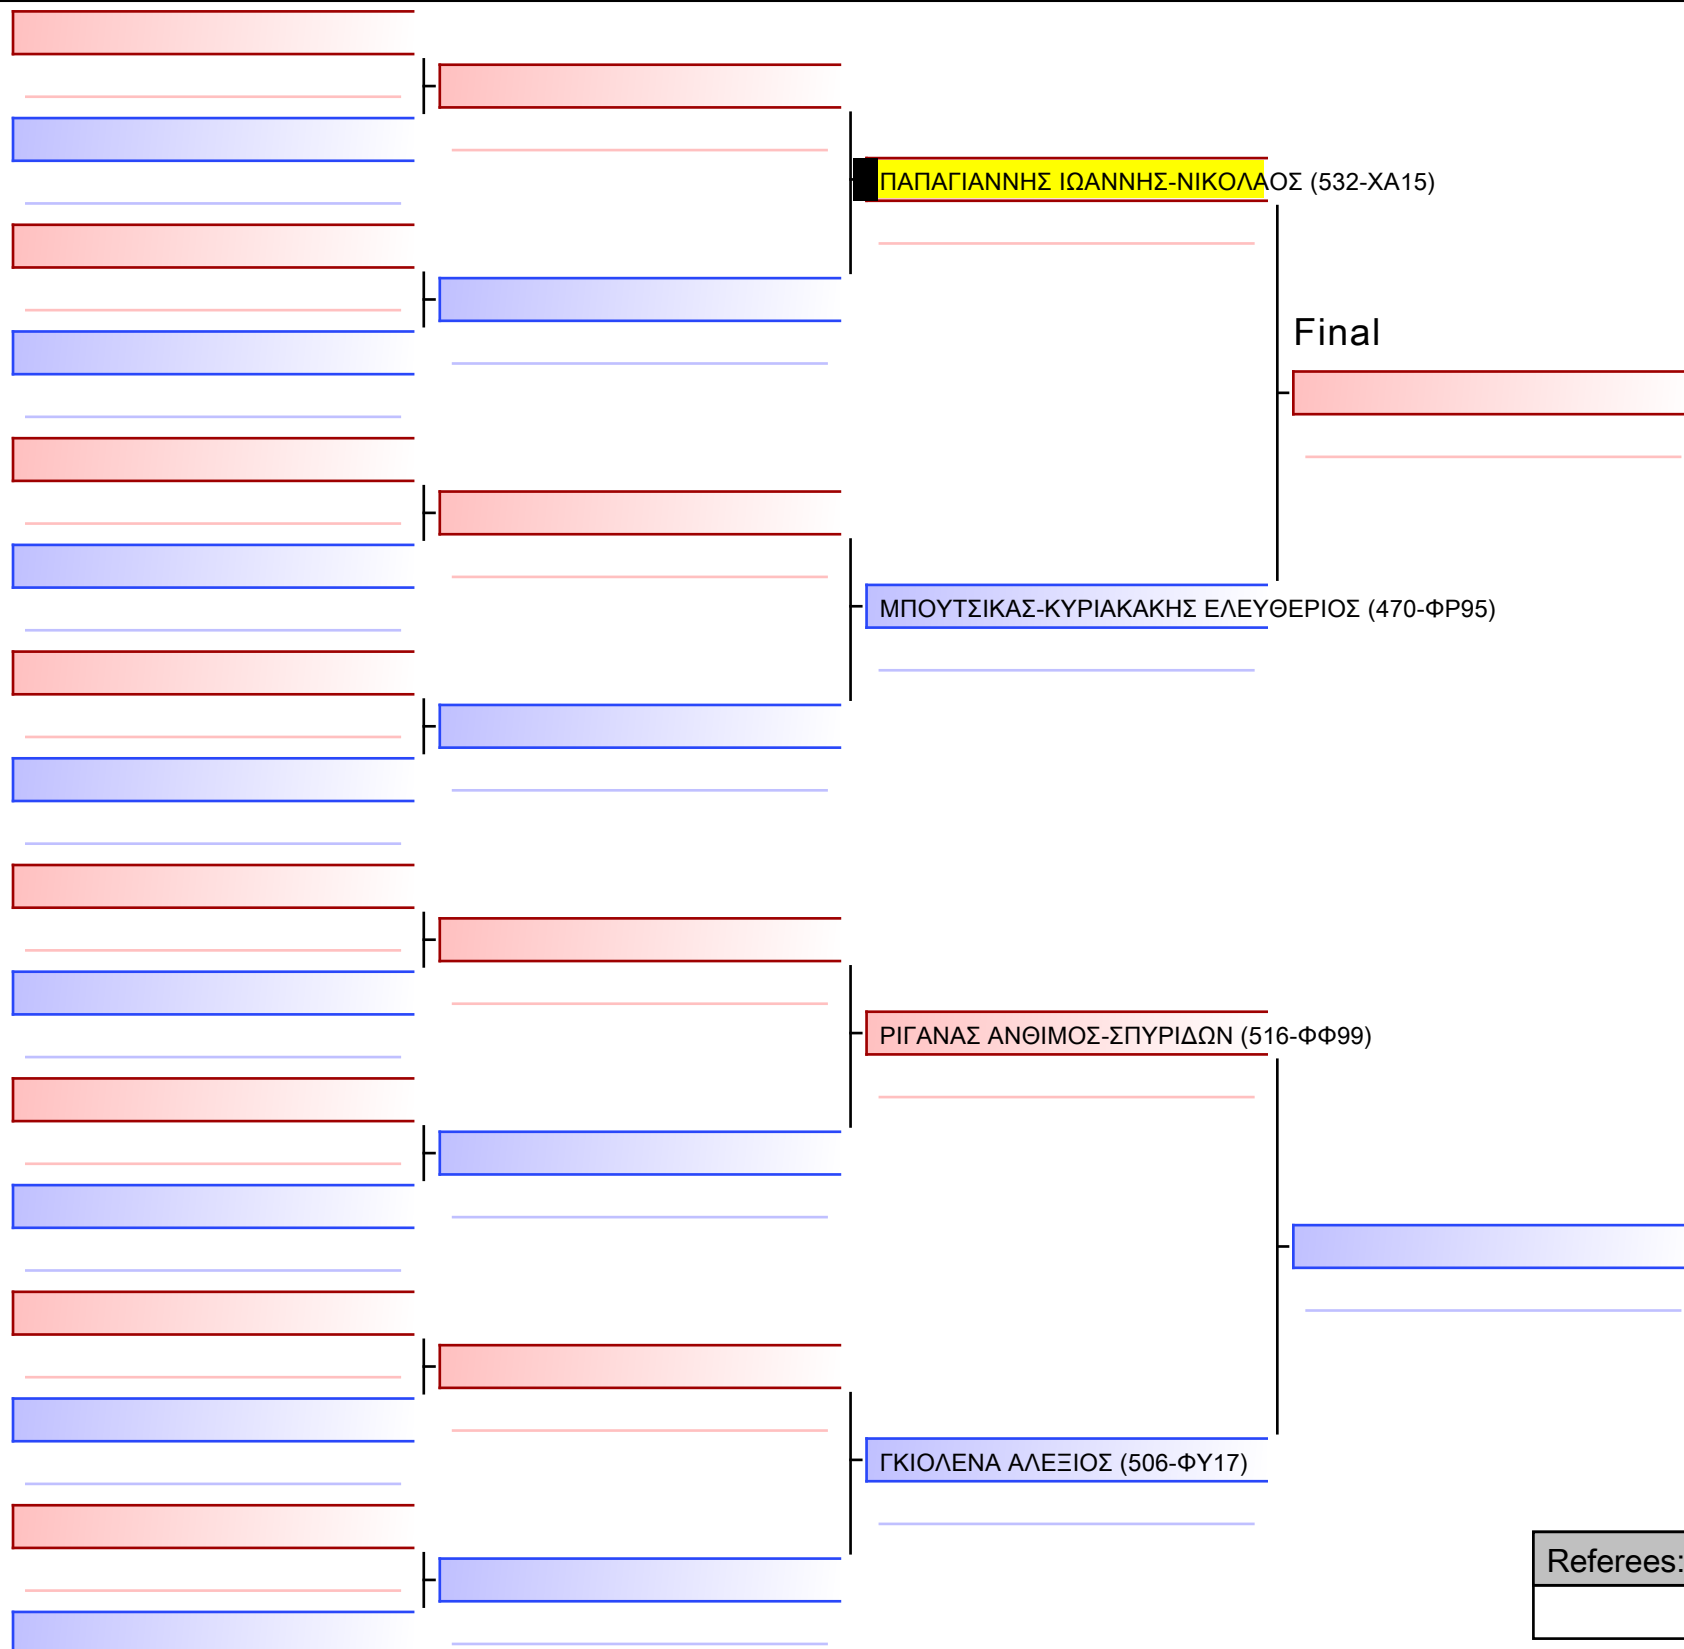 ΠΑΠΑΓΙΑΝΝΗΣ ΙΩΑΝΝΗΣ-ΝΙΚΟΛΑΟΣ (532-ΧΑ15)
Final
ΜΠΟΥΤΣΙΚΑΣ-ΚΥΡΙΑΚΑΚΗΣ ΕΛΕΥΘΕΡΙΟΣ (470-ΦΡ95)
ΡΙΓΑΝΑΣ ΑΝΘΙΜΟΣ-ΣΠΥΡΙΔΩΝ (516-ΦΦ99)
ΓΚΙΟΛΕΝΑ ΑΛΕΞΙΟΣ (506-ΦΥ17)
Referees: